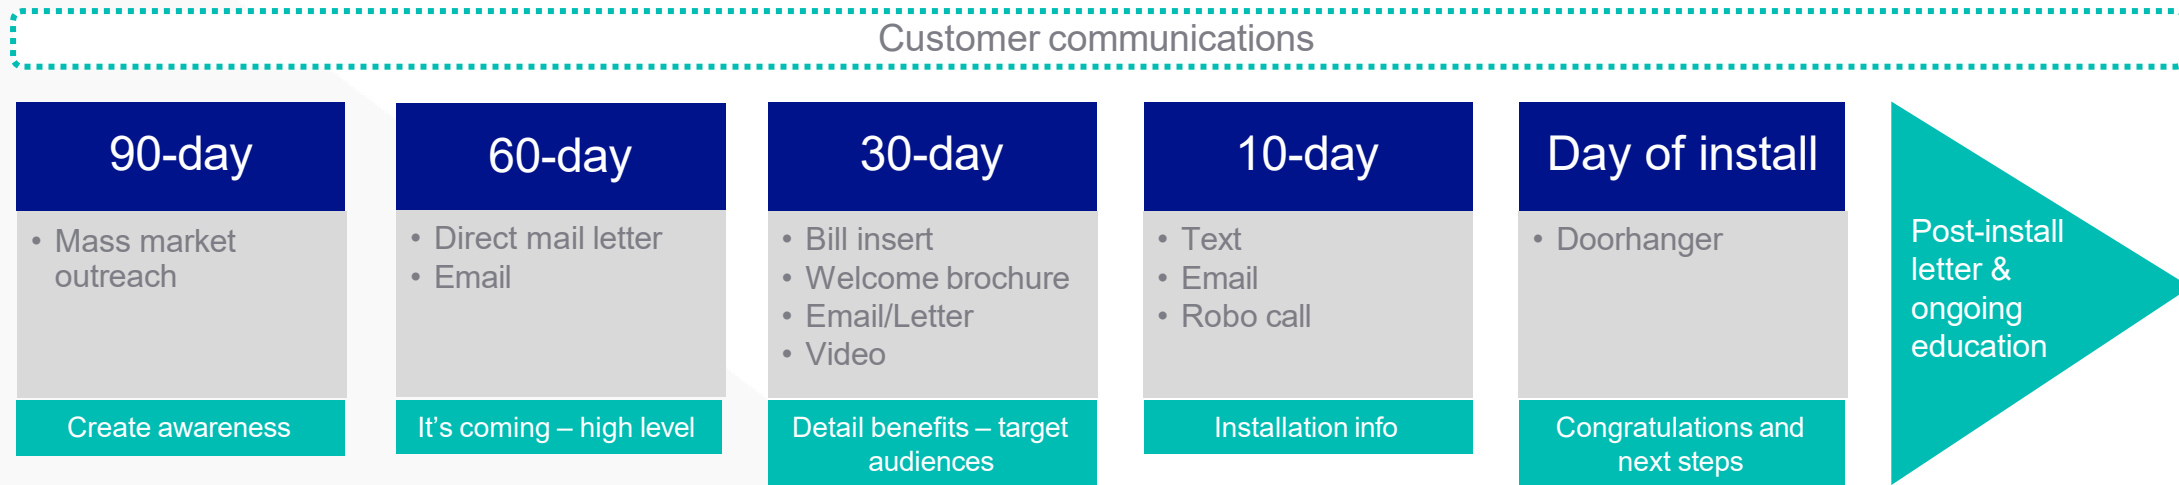 Customer communications
90-day
• Mass market
outreach
Create awareness
60-day
• Direct mail letter
• Email
It’s coming – high level
30-day
• Bill insert
• Welcome brochure
• Email/Letter
• Video
Detail benefits – target
audiences
10-day
• Text
• Email
• Robo call
Installation info
Day of install
• Doorhanger
Congratulations and
next steps
Post-install
letter &
ongoing
education